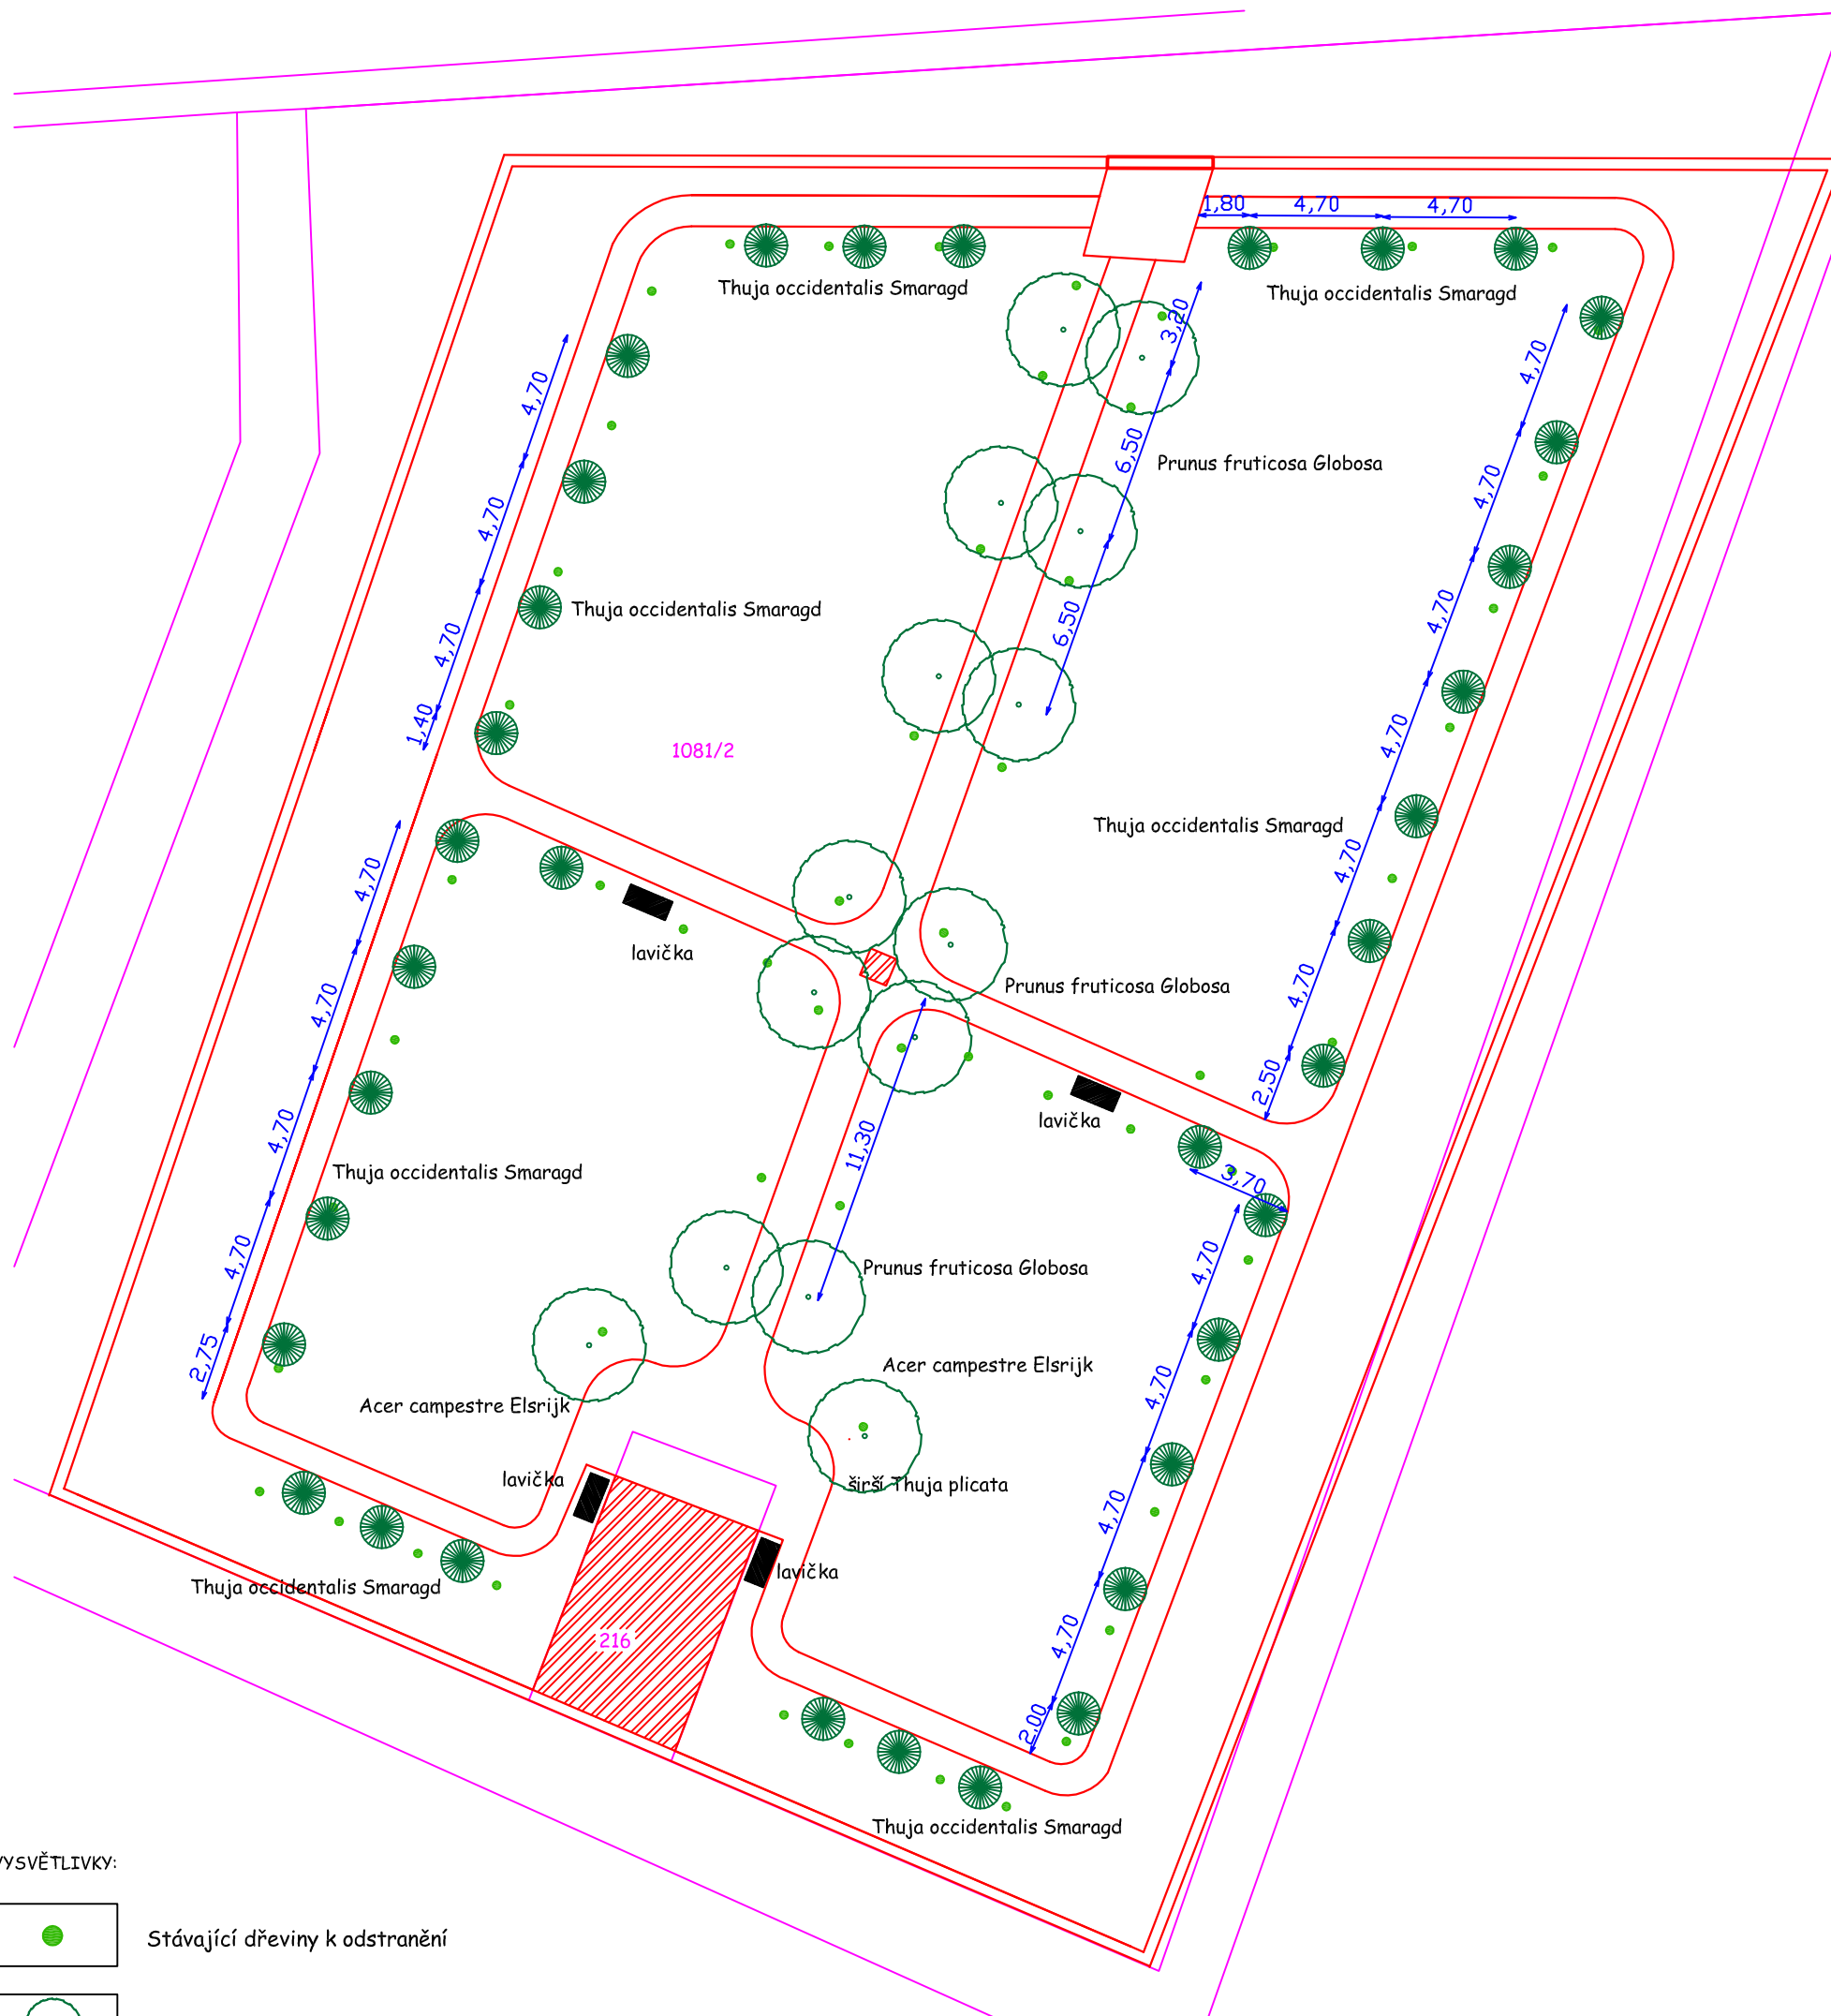 1,80
4,70
4,70
Thuja occidentalis Smaragd
Thuja occidentalis Smaragd
3,20
4,70
4,70
6,50
Prunus fruticosa Globosa
4,70
4,70
4,70
Thuja occidentalis Smaragd
6,50
4,70
1,40
1081/2
4,70
Thuja occidentalis Smaragd
4,70
4,70
lavička
Prunus fruticosa Globosa
4,70
4,70
2,50
lavička
4,70
11,30
Thuja occidentalis Smaragd
3,70
4,70
Prunus fruticosa Globosa
4,70
2,75
Acer campestre Elsrijk
4,70
Acer campestre Elsrijk
lavička
širší Thuja plicata
4,70
lavička
Thuja occidentalis Smaragd
216
4,70
2,00
Thuja occidentalis Smaragd
VYSVĚTLIVKY:
Stávající dřeviny k odstranění